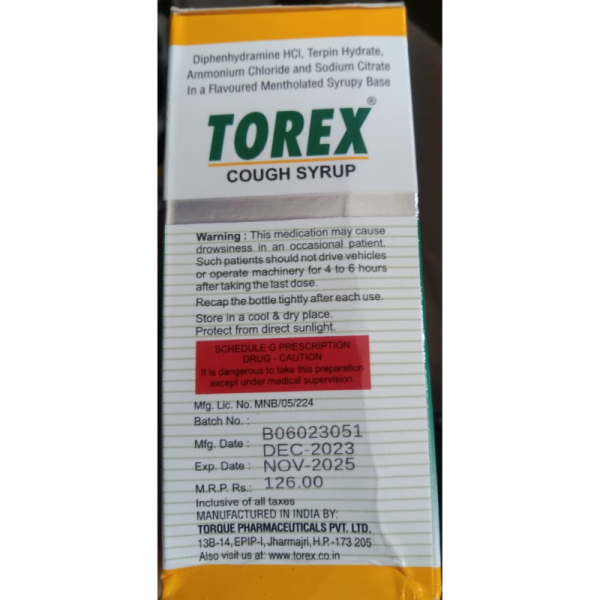 Diphenhydramine HCl, Terpin Hydrate,
Ammonium Chloride and Sodium Citrate
In a Flavoured Mentholated Syrupy Base
TOREX®
COUGH SYRUP
Warning : This medication may cause
drowsiness in an occasional patient.
Such patients should not drive vehicles
or operate machinery for 4 to 6 hours
after taking the last dose.
Recap the bottle tightly after each use.
Store in a cool & dry place.
Protect from direct sunlight.
SCHEDULE G PRESCRIPTION
DRUG - CAUTION
It is dangerous to take this preparation
except under medical supervision
Mfg. Lic. No. MNB/05/224
Batch No. : B06023051
Mfg. Date : DEC-2023
Exp. Date : NOV-2025
M.R.P. Rs.: 126.00
Inclusive of all taxes
MANUFACTURED IN INDIA BY:
TORQUE PHARMACEUTICALS PVT. LTD.
13B-14, EPIP-I, Jharmajri, H.P.-173 205
Also visit us at: www.torex.co.in